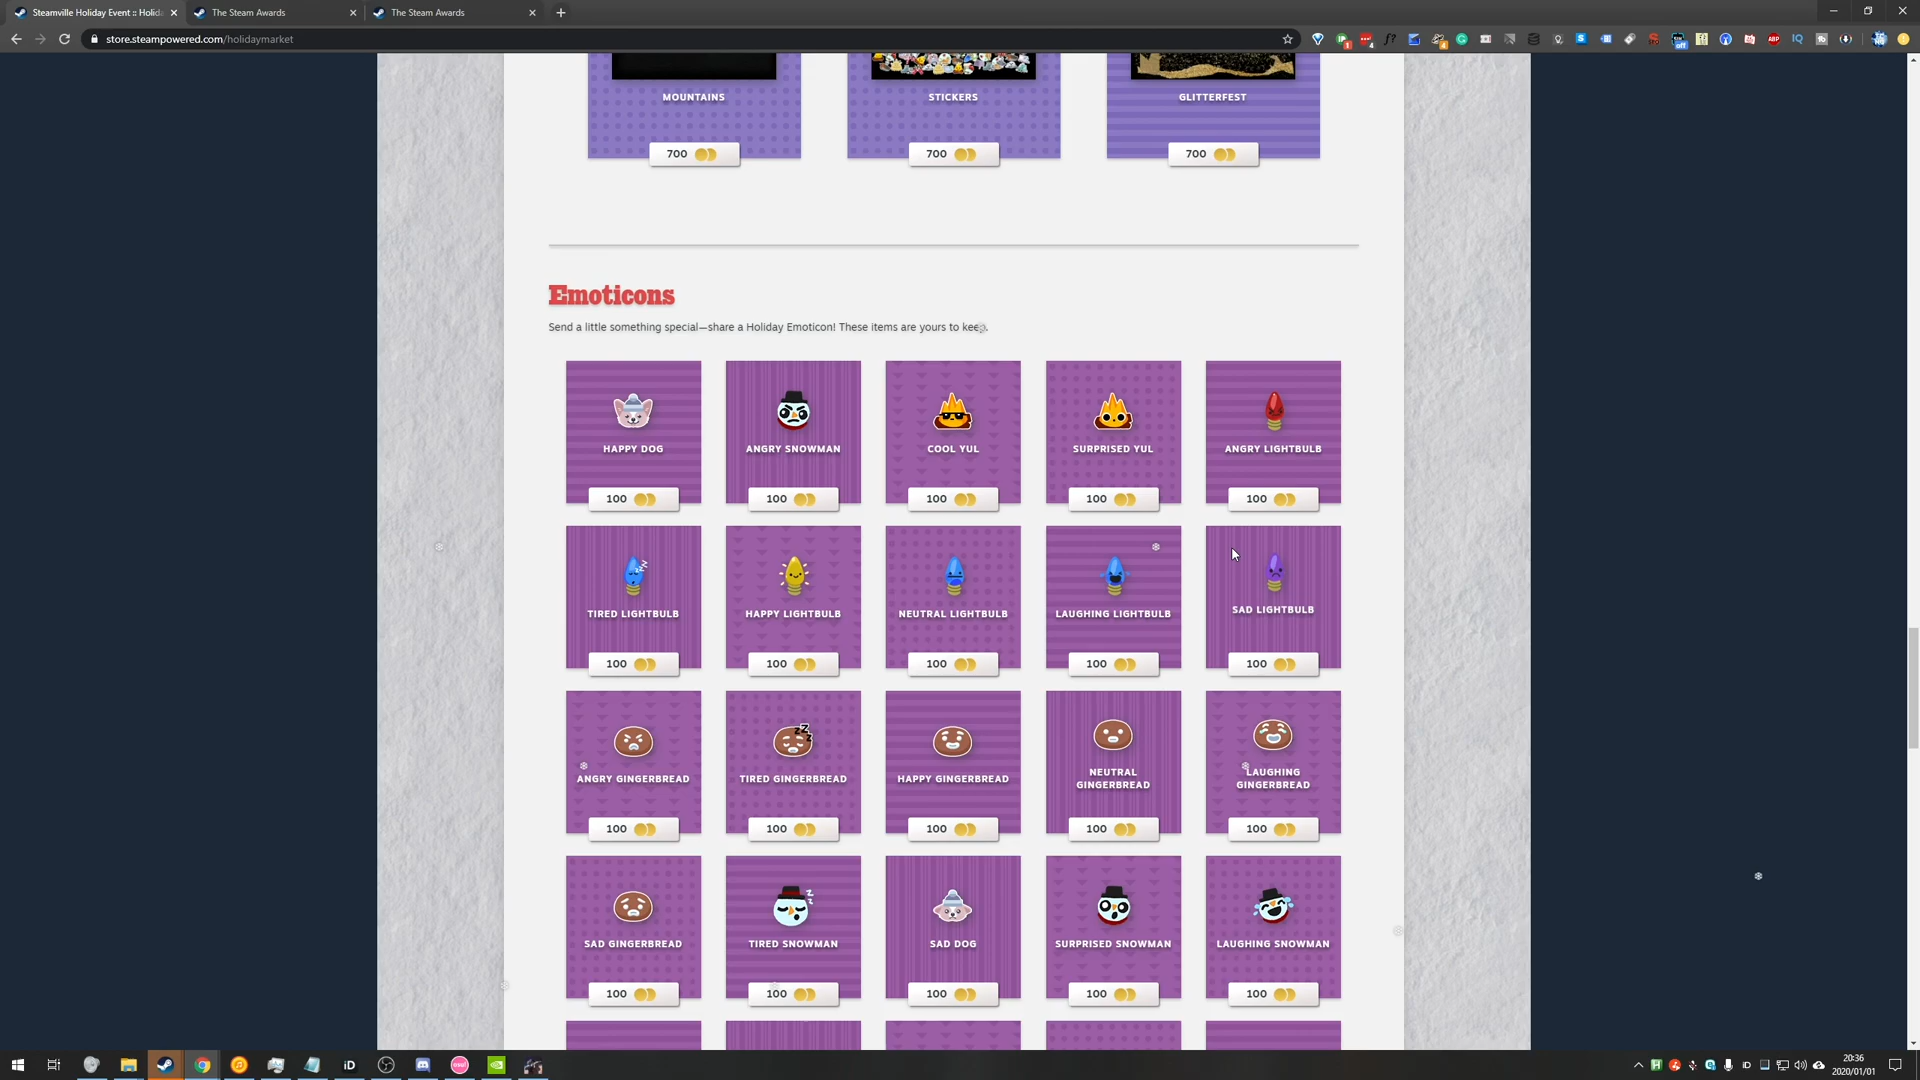 Steamville Holiday Event :: Holid
The Steam Awards
The Steam Awards
store.steampowered.com/holidaymarket
MOUNTAINS
STICKERS
GLITTERFEST
700
700
700
Emoticons
Send a little something special—share a Holiday Emoticon! These items are yours to keep.
HAPPY DOG
ANGRY SNOWMAN
COOL YUL
SURPRISED YUL
ANGRY LIGHTBULB
100
100
100
100
100
TIRED LIGHTBULB
HAPPY LIGHTBULB
NEUTRAL LIGHTBULB
LAUGHING LIGHTBULB
SAD LIGHTBULB
100
100
100
100
100
ANGRY GINGERBREAD
TIRED GINGERBREAD
HAPPY GINGERBREAD
NEUTRAL
GINGERBREAD
LAUGHING
GINGERBREAD
100
100
100
100
100
SAD GINGERBREAD
TIRED SNOWMAN
SAD DOG
SURPRISED SNOWMAN
LAUGHING SNOWMAN
100
100
100
100
100
20:36
2020/01/01